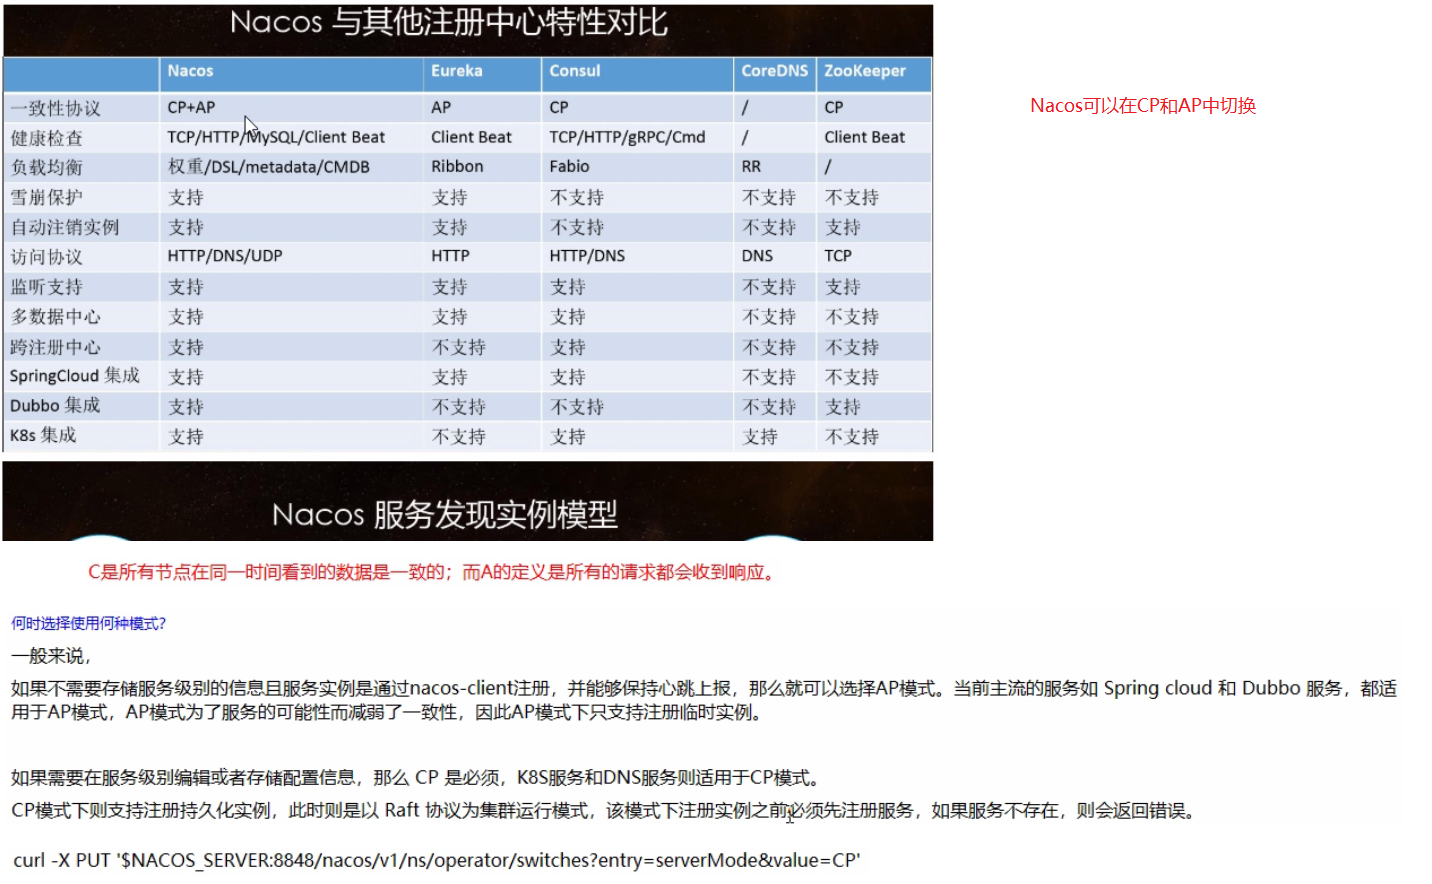 Nacos 与其他注册中心特性对比
Nacos Eureka Consul CoreDNS ZooKeeper
一致性协议 CP+AP AP CP / CP
Nacos可以在CP和AP中切换
健康检查 TCP/HTTP/MySQL/Client Beat Client Beat TCP/HTTP/gRPC/Cmd / Client Beat
负载均衡 权重/DSL/metadata/CMDB Ribbon Fabio RR /
雪崩保护 支持 支持 不支持 不支持 不支持
自动注销实例 支持 支持 不支持 不支持 支持
访问协议 HTTP/DNS/UDP HTTP HTTP/DNS DNS TCP
监听支持 支持 支持 支持 不支持 支持
多数据中心 支持 支持 支持 不支持 不支持
跨注册中心 支持 不支持 支持 不支持 不支持
SpringCloud 集成 支持 支持 支持 不支持 不支持
Dubbo 集成 支持 不支持 不支持 不支持 支持
K8s 集成 支持 不支持 支持 支持 不支持
Nacos 服务发现实例模型
C是所有节点在同一时间看到的数据是一致的；而A的定义是所有的请求都会收到响应。
何时选择使用何种模式？
一般来说，
如果不需要存储服务级别的信息且服务实例是通过nacos-client注册，并能够保持心跳上报，那么就可以选择AP模式。当前主流的服务如 Spring cloud 和 Dubbo 服务，都适
用于AP模式，AP模式为了服务的可能性而减弱了一致性，因此AP模式下只支持注册临时实例。
如果需要在服务级别编辑或者存储配置信息，那么 CP 是必须，K8S服务和DNS服务则适用于CP模式。
CP模式下则支持注册持久化实例，此时则是以 Raft 协议为集群运行模式，该模式下注册实例之前必须先注册服务，如果服务不存在，则会返回错误。
curl -X PUT '$NACOS_SERVER:8848/nacos/v1/ns/operator/switches?entry=serverMode&value=CP'